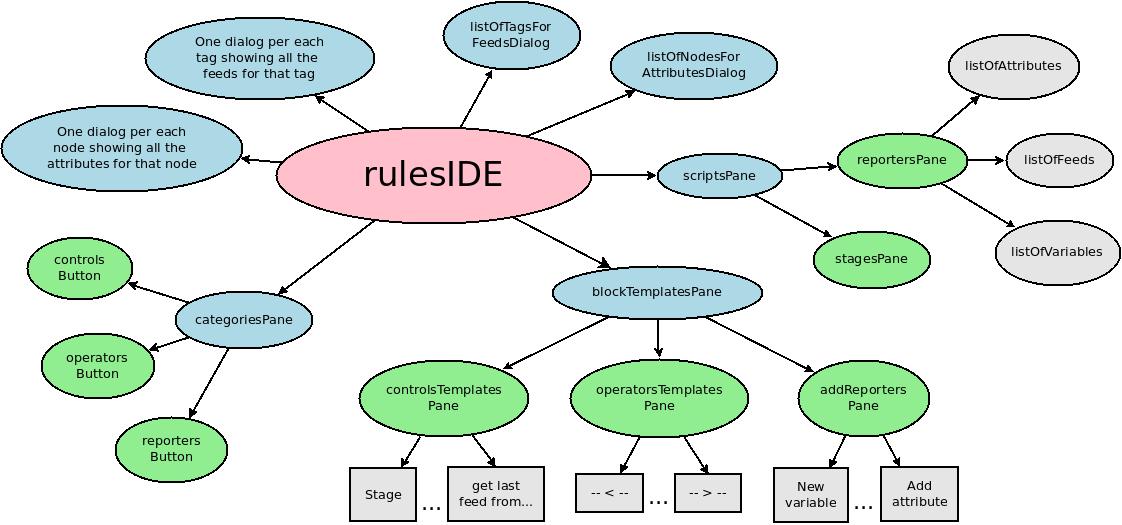 listOfTagsFor
FeedsDialog
One dialog per each
tag showing all the
feeds for that tag
listOfNodesFor
AttributesDialog
listOfAttributes
One dialog per each
node showing all the
attributes for that node
rulesIDE
scriptsPane
reportersPane
listOfFeeds
listOfVariables
stagesPane
controls
Button
blockTemplatesPane
categoriesPane
operators
Button
controlsTemplates
Pane
operatorsTemplates
Pane
addReporters
Pane
reporters
Button
Stage
...
get last
feed from...
-- < --
...
-- > --
New
variable
...
Add
attribute